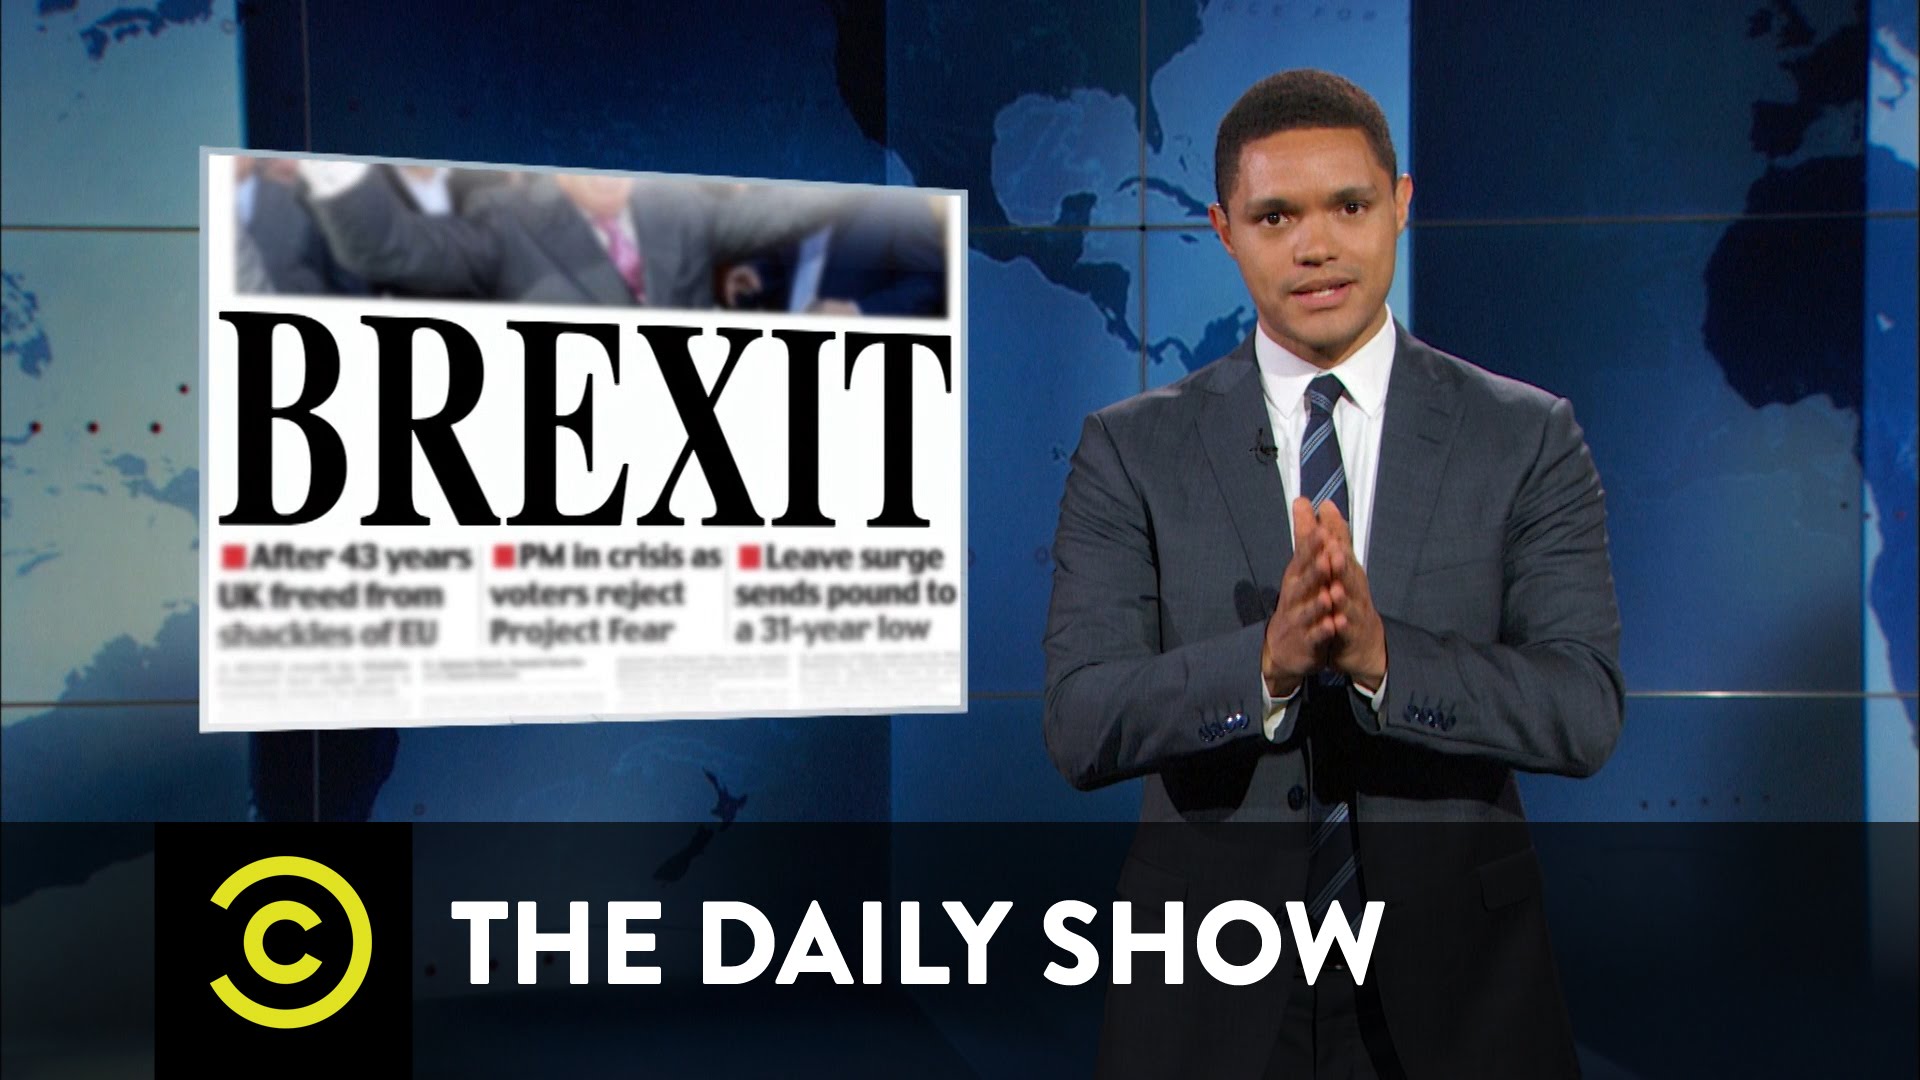 BREXIT
After 43 years
UK freed from
shackles of EU
PM in crisis as
voters reject
Project Fear
Leave surge
sends pound to
a 31-year low
THE DAILY SHOW